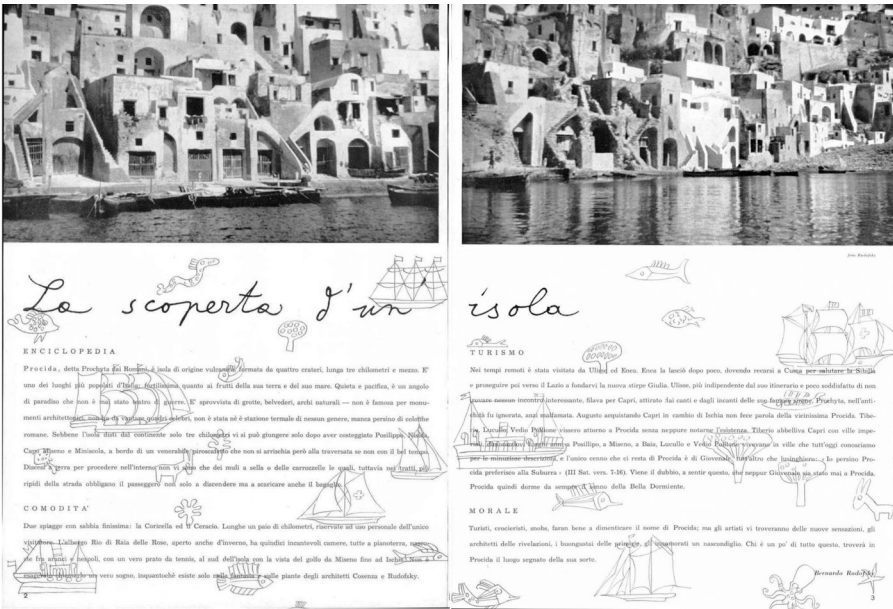 foto Rudofsky
La scoperta d'un' isola
ENCICLOPEDIA
Procida, detta Prochyta dai Romani, è isola di origine vulcanica, formata da quattro crateri, lunga tre chilometri e mezzo. E'
uno dei luoghi più popolati d'Italia; fertilissima quanto ai frutti della sua terra e del suo mare. Quieta e pacifica, è un angolo
di paradiso che non è mai stato teatro di guerre. E' sprovvista di grotte, belvederi, archi naturali — non è famosa per monu-
menti architettonici, non ha da vantare quadri celebri, non è stata nè è stazione termale di nessun genere, manca persino di colonne
romane. Sebbene l'isola disti dal continente solo tre chilometri vi si può giungere solo dopo aver costeggiato Posillipo, Nisida,
Capo Miseno e Miniscola, a bordo di un venerabile piroscafetto che non si arrischia però alla traversata se non con il bel tempo.
Discesi a terra per procedere nell'interno non vi sono che dei muli a sella o delle carrozzelle le quali, tuttavia nei tratti più
ripidi della strada obbligano il passeggero non solo a discendere ma a scaricare anche il bagaglio.
COMODITA'
Due spiagge con sabbia finissima: la Coricella ed il Ceracio. Lunghe un paio di chilometri, riservate ad uso personale dell'unico
visitatore. L'albergo Rio di Baia delle Rose, aperto anche d'inverno, ha quindici incantevoli camere, tutte a pianoterra,
fra aranci e nespoli, con un vero prato da tennis, al sud dell'isola con la vista del golfo da Miseno fino ad Ischia. Non è
un vero sogno, inquantochè esiste solo nella fantasia e sulle piante degli architetti Cosenza e Rudofsky.
2
TURISMO
Nei tempi remoti è stata visitata da Ulisse ed Enea. Enea la lasciò dopo poco, dovendo recarsi a Cuma per salutare la Sibilla
e proseguire poi verso il Lazio a fondarvi la nuova stirpe Giulia. Ulisse, più indipendente dal suo itinerario e poco soddisfatto di non
trovare nessun incontro interessante, filava per Capri, attirato dai canti e dagli incanti delle sue Prochyta, nell'anti-
chità fu ignorata, anzi malfamata. Augusto acquistando Capri in cambio di Ischia non fece parola della vicinissima Procida. Tibe-
rio, Lucullo, Vedio Pollione vissero attorno a Procida senza neppure notarne l'esistenza. Tiberio abbelliva Capri con ville impe-
riali, a Posillipo, a Miseno, a Baia, Lucullo e Vedio Pollione vivevano in ville che tutt'oggi conosciamo
per le minuziose descrizioni, e l'unico cenno che ci resta di Procida è di Giovenale, tutt'altro che lusinghiero: « Io persino Pro-
cida preferisco alla Suburra » (III Sat. vers. 7-16). Viene il dubbio, a sentir questo, che neppur Giovenale sia stato mai a Procida.
Procida quindi dorme da sempre il sonno della Bella Dormiente.
MORALE
Turisti, crocieristi, snobs, faran bene a dimenticare il nome di Procida; ma gli artisti vi troveranno delle nuove sensazioni, gli
architetti delle rivelazioni, i buongustai delle primizie, gli innamorati un nascondiglio. Chi è un po' di tutto questo, troverà in
Procida il luogo segnato della sua sorte.
Bernardo Rudofsky
3